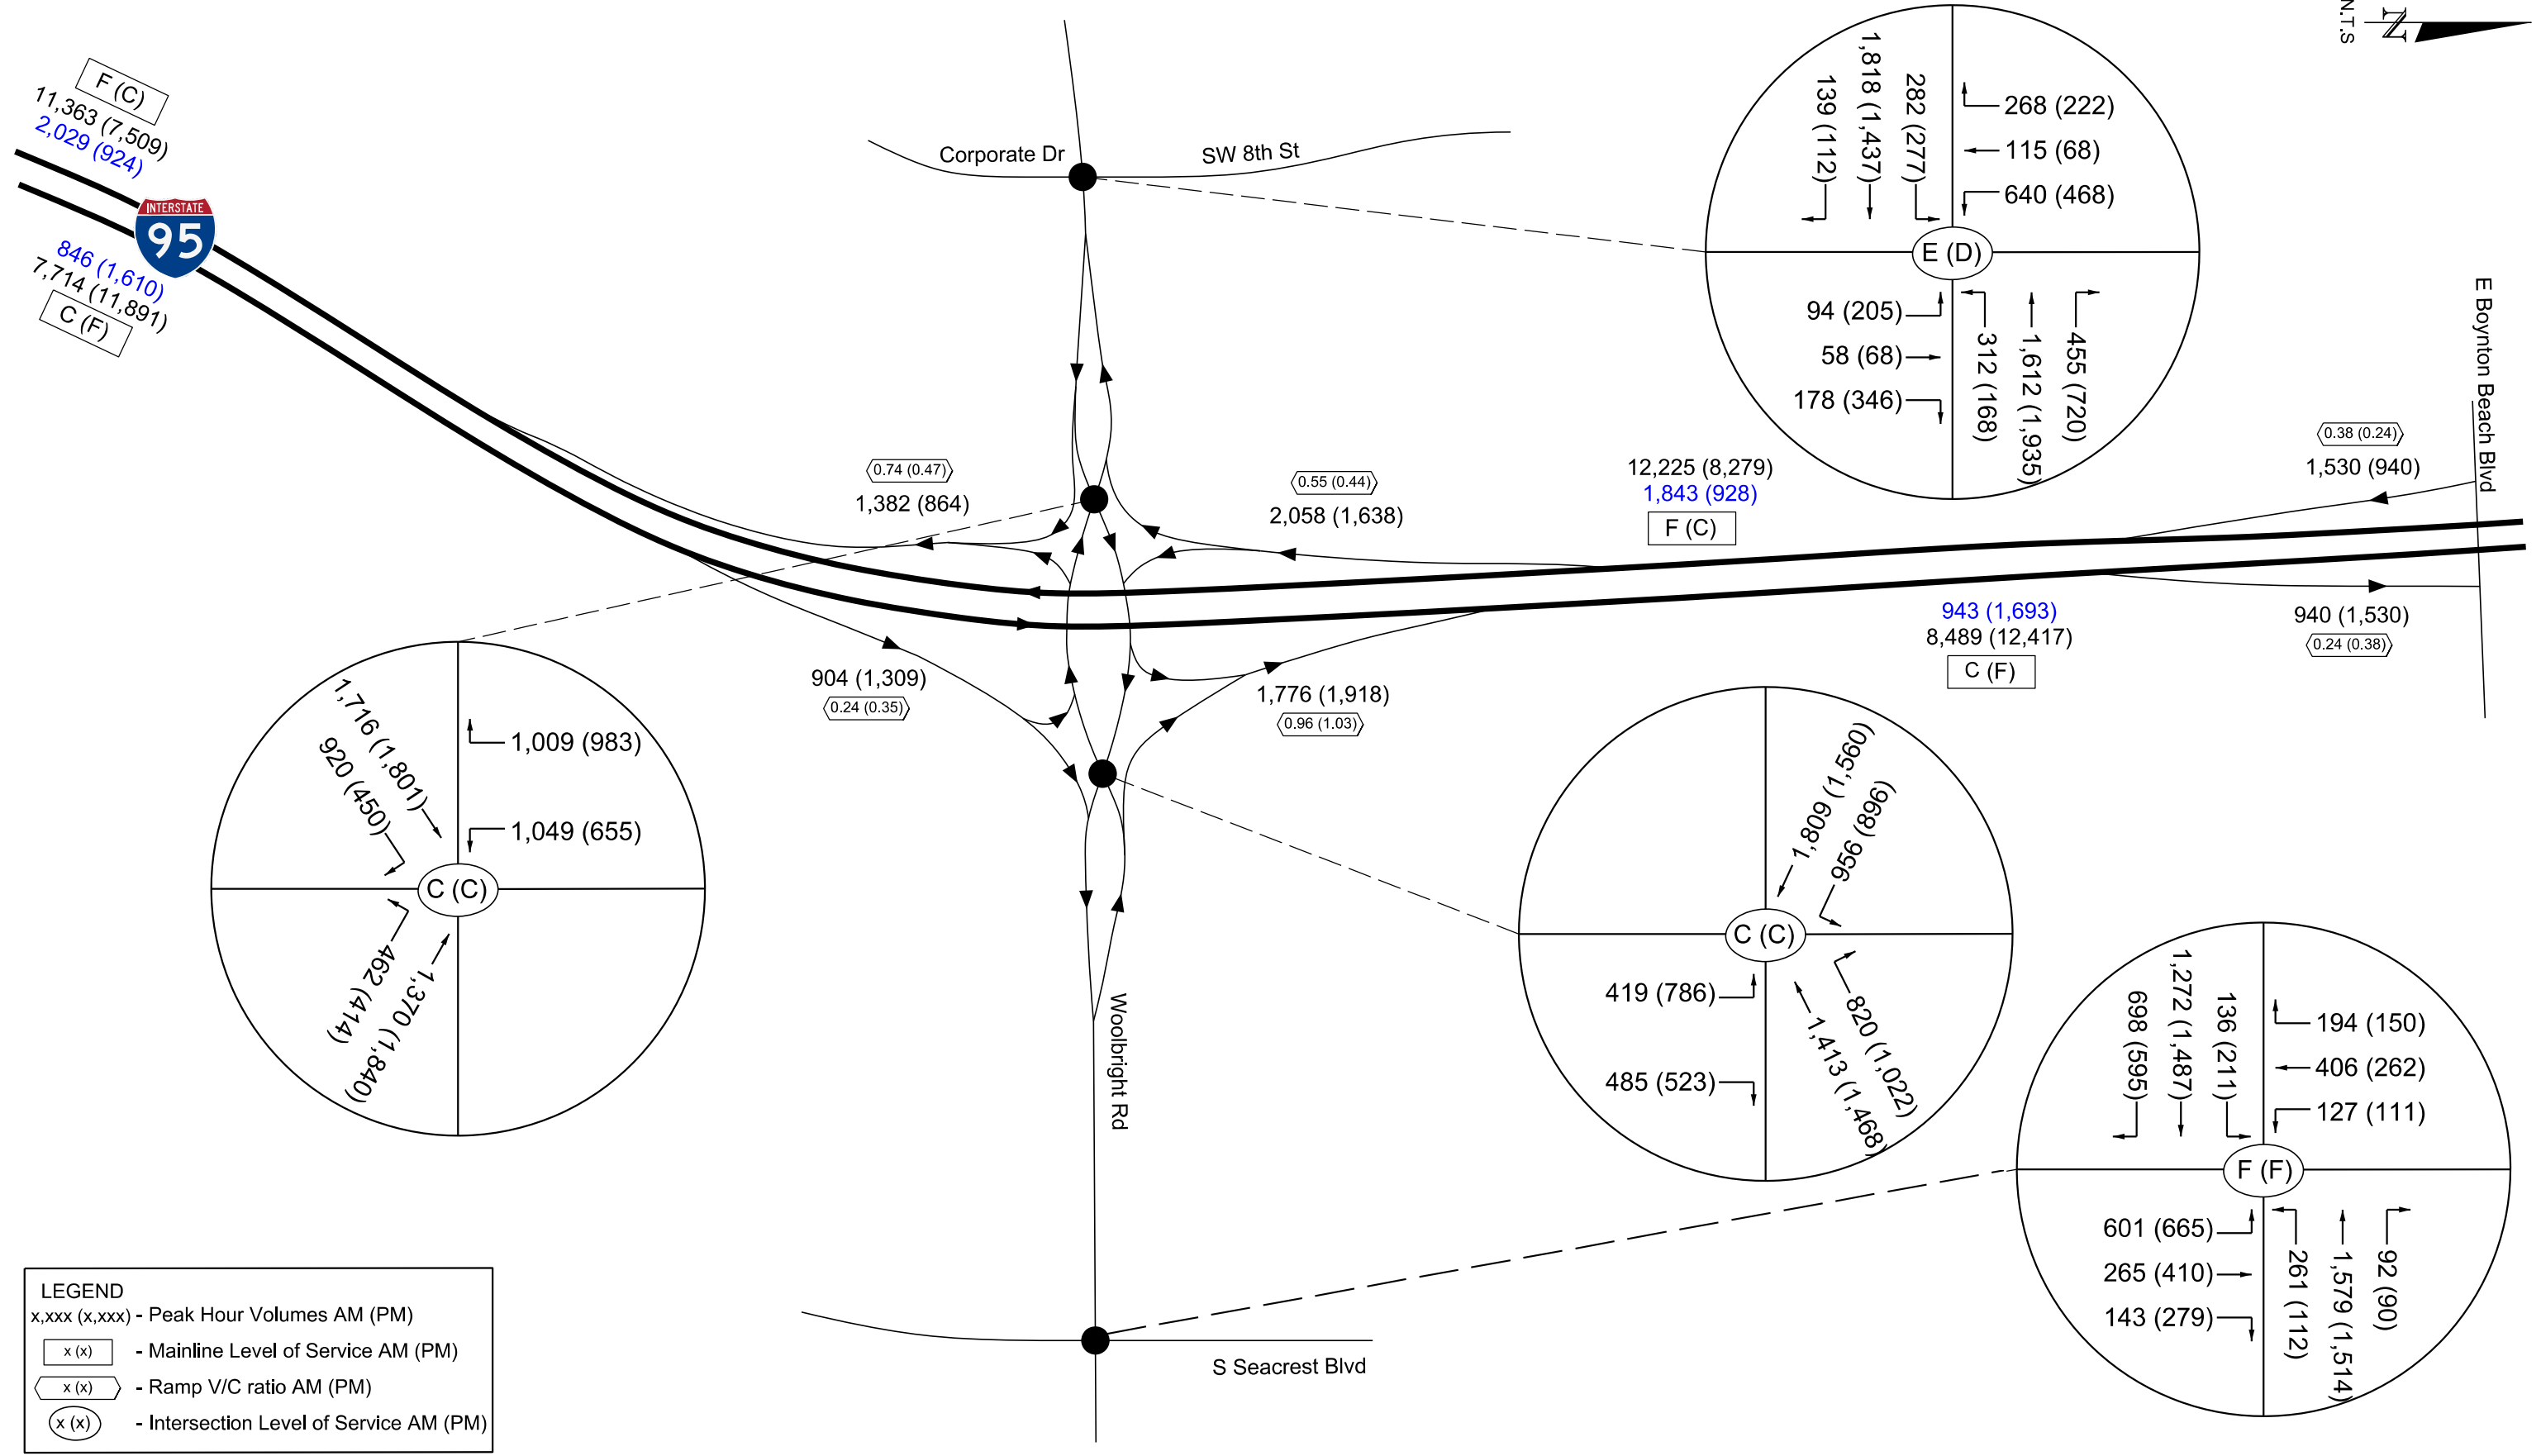 N.T.S
N
F (C)
11,363 (7,509)
2,029 (924)
INTERSTATE
95
846 (1,610)
7,714 (11,891)
C (F)
Corporate Dr
SW 8th St
139 (112)
1,818 (1,437)
282 (277)
268 (222)
115 (68)
640 (468)
E (D)
94 (205)
58 (68)
178 (346)
312 (168)
1,612 (1,935)
455 (720)
E Boynton Beach Blvd
0.38 (0.24)
1,530 (940)
0.74 (0.47)
1,382 (864)
0.55 (0.44)
2,058 (1,638)
12,225 (8,279)
1,843 (928)
F (C)
943 (1,693)
8,489 (12,417)
C (F)
940 (1,530)
0.24 (0.38)
904 (1,309)
0.24 (0.35)
1,776 (1,918)
0.96 (1.03)
1,716 (1,801)
920 (450)
1,009 (983)
1,049 (655)
C (C)
462 (414)
1,370 (1,840)
1,809 (1,560)
956 (896)
C (C)
419 (786)
485 (523)
820 (1,022)
1,413 (1,468)
Woolbright Rd
698 (595)
1,272 (1,487)
136 (211)
194 (150)
406 (262)
127 (111)
F (F)
601 (665)
265 (410)
143 (279)
261 (112)
1,579 (1,514)
92 (90)
S Seacrest Blvd
LEGEND
x,xxx (x,xxx) - Peak Hour Volumes AM (PM)
x (x) - Mainline Level of Service AM (PM)
x (x) - Ramp V/C ratio AM (PM)
x (x) - Intersection Level of Service AM (PM)